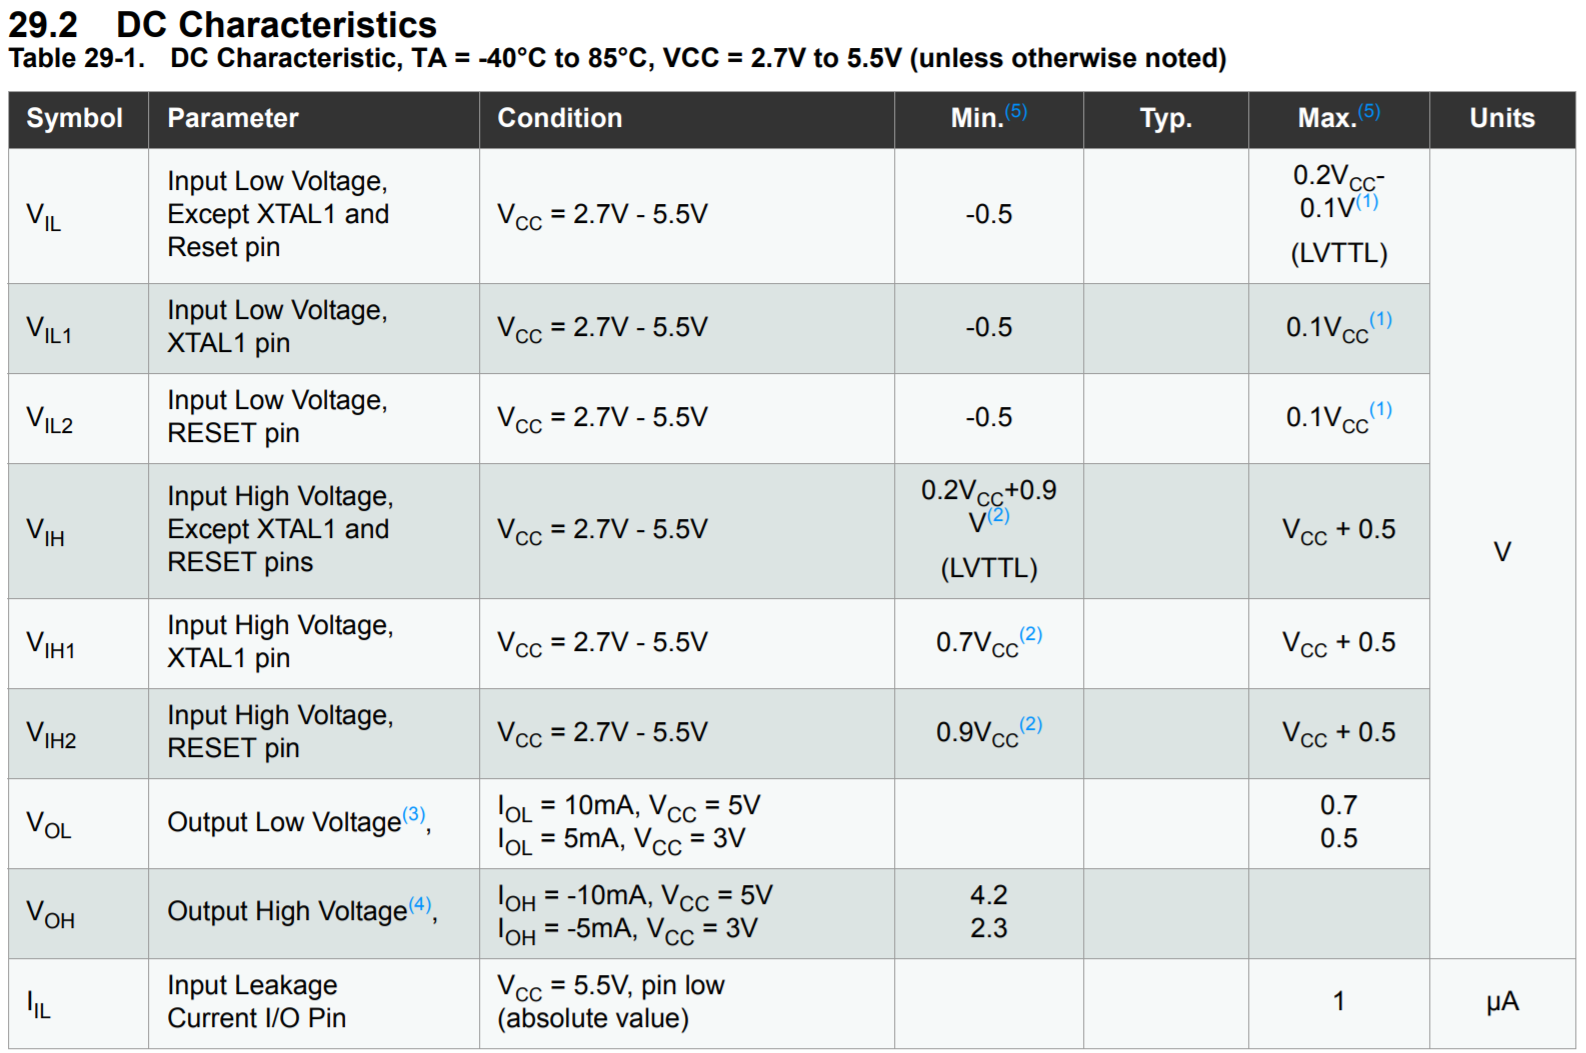 29.2 DC Characteristics
Table 29-1. DC Characteristic, TA = -40°C to 85°C, VCC = 2.7V to 5.5V (unless otherwise noted)
Symbol Parameter Condition Min.(5) Typ. Max.(5) Units
VIL
Input Low Voltage,
Except XTAL1 and
Reset pin
VCC = 2.7V - 5.5V
-0.5
0.2VCC-
0.1V(1)
(LVTTL)
VIL1
Input Low Voltage,
XTAL1 pin
VCC = 2.7V - 5.5V
-0.5
0.1VCC(1)
VIL2
Input Low Voltage,
RESET pin
VCC = 2.7V - 5.5V
-0.5
0.1VCC(1)
VIH
Input High Voltage,
Except XTAL1 and
RESET pins
VCC = 2.7V - 5.5V
0.2VCC+0.9
V(2)
(LVTTL)
VCC + 0.5
V
VIH1
Input High Voltage,
XTAL1 pin
VCC = 2.7V - 5.5V
0.7VCC(2)
VCC + 0.5
VIH2
Input High Voltage,
RESET pin
VCC = 2.7V - 5.5V
0.9VCC(2)
VCC + 0.5
VOL
Output Low Voltage(3),
IOL = 10mA, VCC = 5V
IOL = 5mA, VCC = 3V
0.7
0.5
VOH
Output High Voltage(4),
IOH = -10mA, VCC = 5V
IOH = -5mA, VCC = 3V
4.2
2.3
IIL
Input Leakage
Current I/O Pin
VCC = 5.5V, pin low
(absolute value)
1
µA